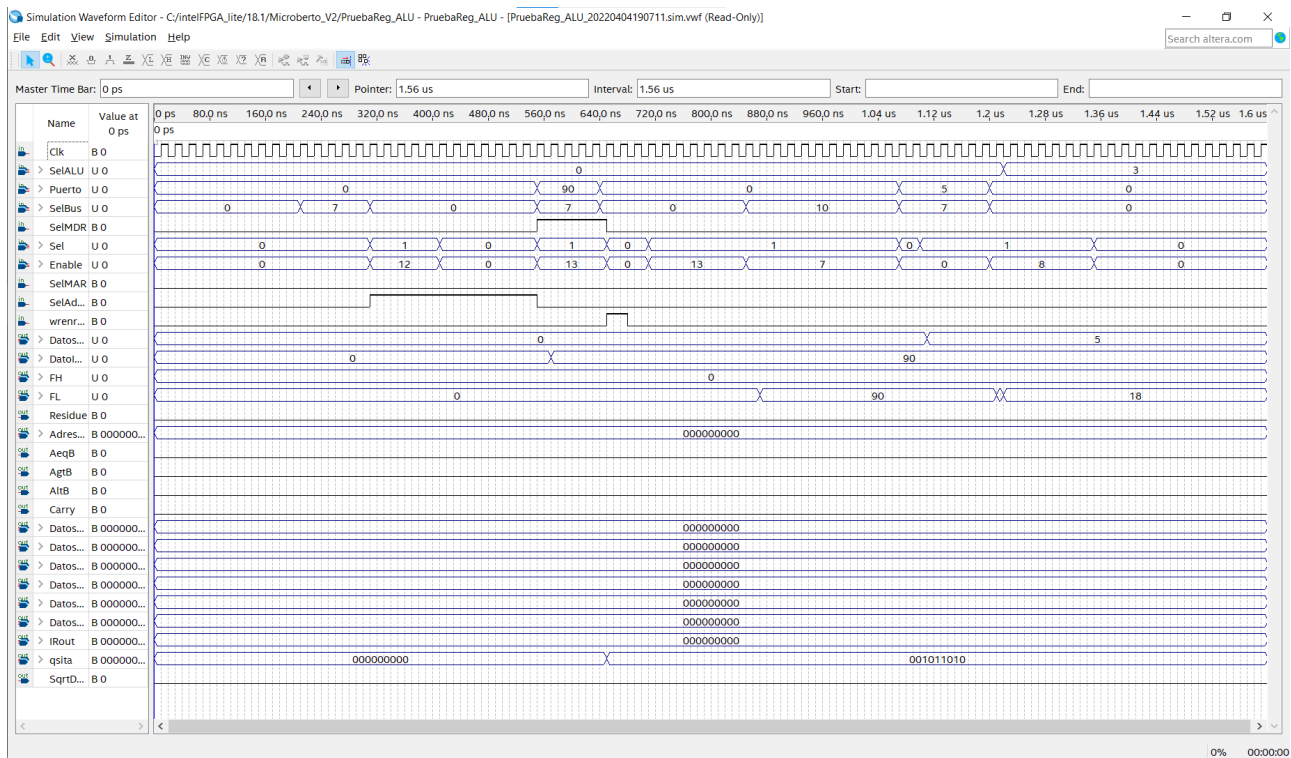 Simulation Waveform Editor - C:/intelFPGA_lite/18.1/Microberto_V2/PruebaReg_ALU - PruebaReg_ALU - [PruebaReg_ALU_20220404190711.sim.vwf (Read-Only)]
File Edit View Simulation Help
Search altera.com
Master Time Bar: 0 ps Pointer: 1.56 us Interval: 1.56 us Start: End:
Name Value at 0 ps 0 ps 80.0 ns 160.0 ns 240.0 ns 320.0 ns 400.0 ns 480.0 ns 560.0 ns 640.0 ns 720.0 ns 800.0 ns 880.0 ns 960.0 ns 1.04 us 1.12 us 1.2 us 1.28 us 1.36 us 1.44 us 1.52 us 1.6 us
0 ps
Clk B 0
SelALU U 0 0 3
Puerto U 0 0 90 0 5 0
SelBus U 0 0 7 0 7 0 10 7 0
SelMDR B 0
Sel U 0 0 1 0 1 0 1 0 1 0
Enable U 0 0 12 0 13 0 13 7 0 8 0
SelMAR B 0
SelAd... B 0
wrenr... B 0
Datos... U 0 0 5
DatoI... U 0 0 90
FH U 0 0
FL U 0 0 90 18
Residue B 0
Adres... B 000000... 000000000
AeqB B 0
AgtB B 0
AltB B 0
Carry B 0
Datos... B 000000... 000000000
Datos... B 000000... 000000000
Datos... B 000000... 000000000
Datos... B 000000... 000000000
Datos... B 000000... 000000000
Datos... B 000000... 000000000
IRout B 000000... 000000000
qsita B 000000... 000000000 001011010
SqrtD... B 0
0% 00:00:00